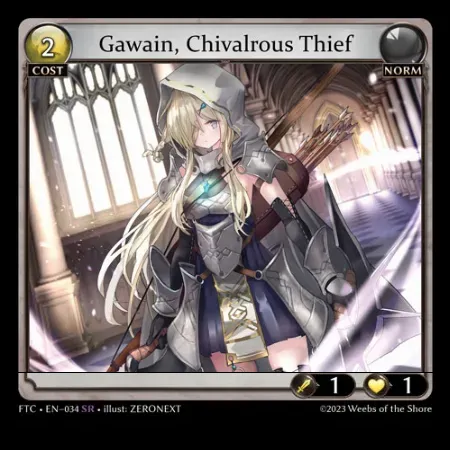 2
Gawain, Chivalrous Thief
COST
NORM
1
1
FTC • EN–034 SR • illust: ZERONEXT
©2023 Weebs of the Shore